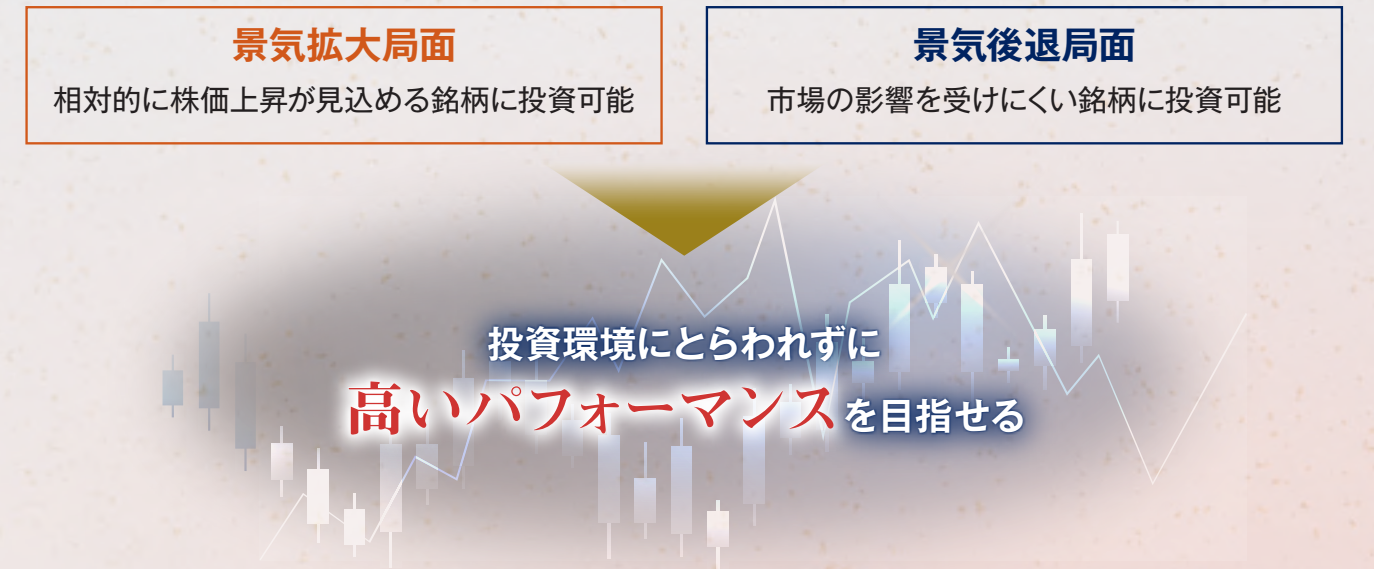 景気拡大局面
相対的に株価上昇が見込める銘柄に投資可能
景気後退局面
市場の影響を受けにくい銘柄に投資可能
投資環境にとらわれずに
高いパフォーマンスを目指せる